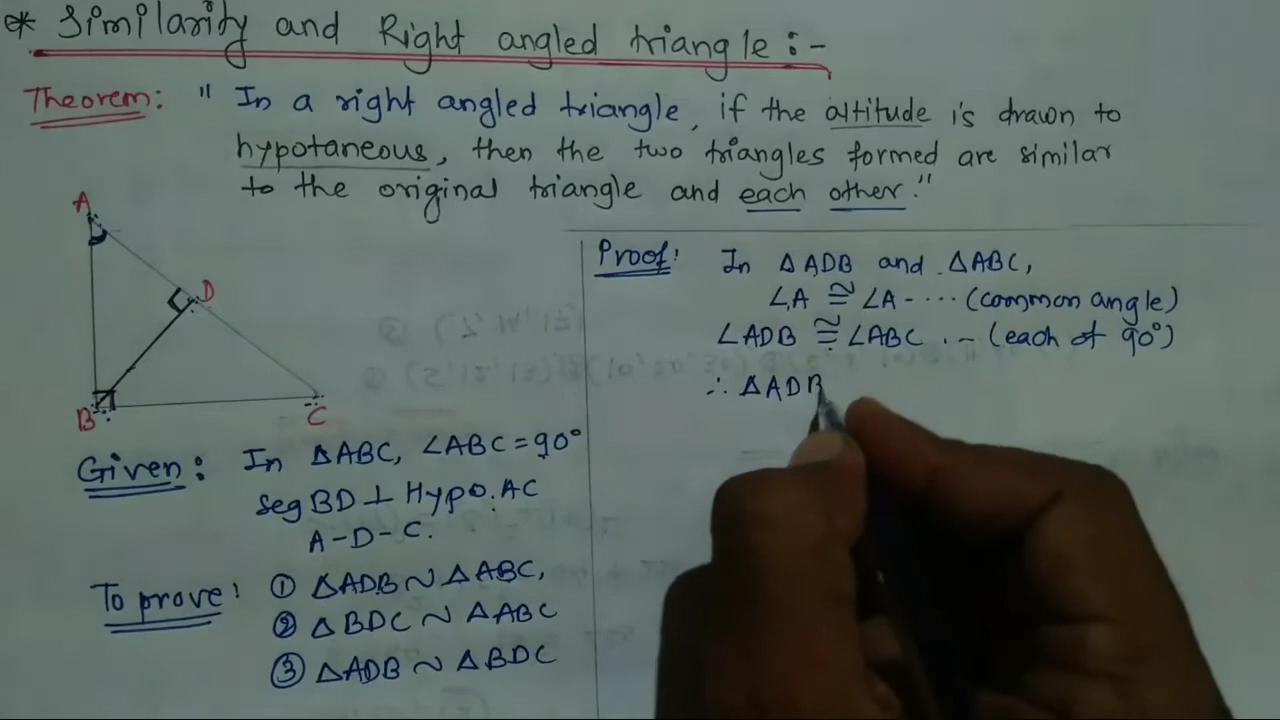 * Similarity and Right angled triangle :-
Theorem: " In a right angled triangle, if the altitude is drawn to
hypotaneous, then the two triangles formed are similar
to the original triangle and each other."
A
D
B
C
Given: In ΔABC, ∠ABC = 90°
seg BD ⊥ Hypo. AC
A-D-C.
To prove: ① ΔADB ~ ΔABC,
② ΔBDC ~ ΔABC
③ ΔADB ~ ΔBDC
Proof: In ΔADB and ΔABC,
∠A ≅ ∠A .... (common angle)
∠ADB ≅ ∠ABC .- (each of 90°)
∴ ΔADB